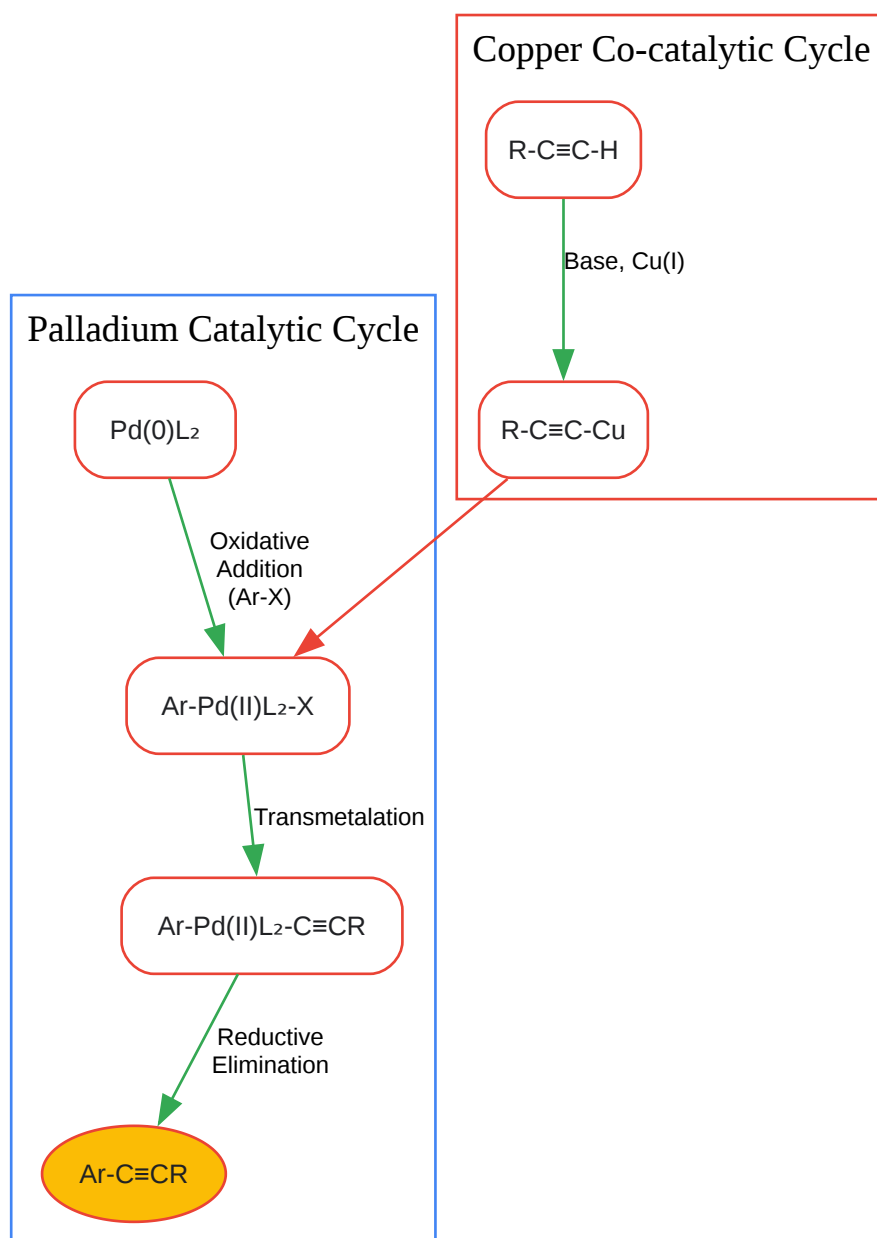 Copper Co-catalytic Cycle
R-C≡C-H
Base, Cu(I)
R-C≡C-Cu
Palladium Catalytic Cycle
Pd(0)L₂
Oxidative
Addition
(Ar-X)
Ar-Pd(II)L₂-X
Transmetalation
Ar-Pd(II)L₂-C≡CR
Reductive
Elimination
Ar-C≡CR